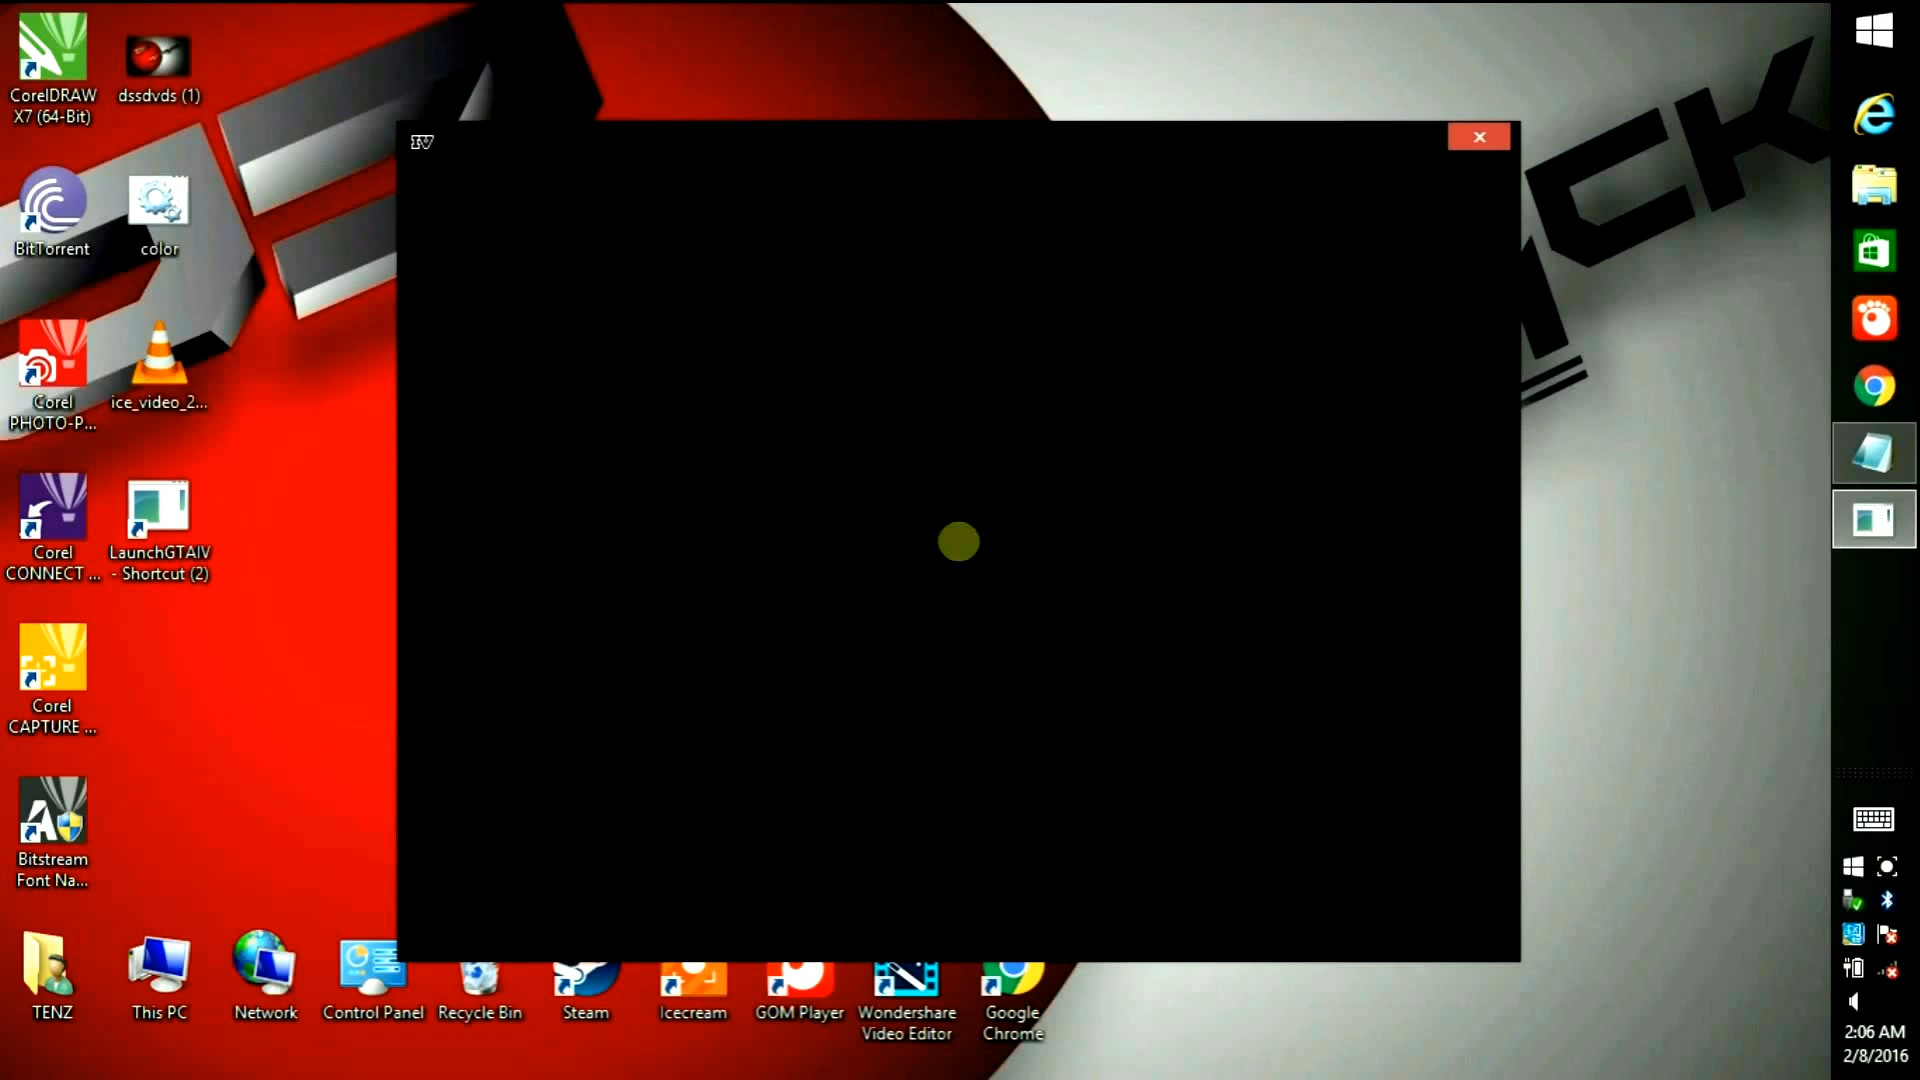 CorelDRAW
X7 (64-Bit)
dssdvds (1)
BitTorrent
color
Corel
PHOTO-P...
ice_video_2...
Corel
CONNECT ...
LaunchGTAIV
- Shortcut (2)
Corel
CAPTURE ...
Bitstream
Font Na...
TENZ
This PC
Network
Control Panel
Recycle Bin
Steam
Icecream
GOM Player
Wondershare
Video Editor
Google
Chrome
IV
CK
2:06 AM
2/8/2016